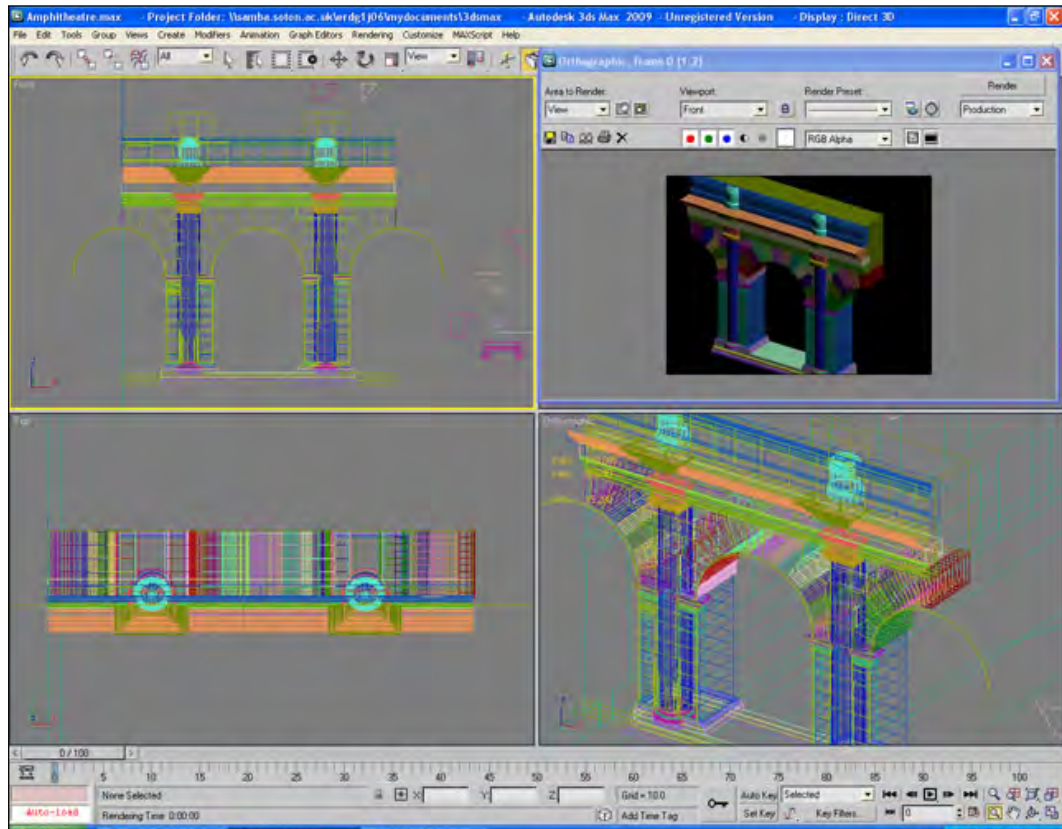 Amphitheatre.max - Project Folder: \\samba.soton.ac.uk\wrdg1j06\mydocuments\3dsmax - Autodesk 3ds Max 2009 - Unregistered Version - Display : Direct 3D
File Edit Tools Group Views Create Modifiers Animation Graph Editors Rendering Customize MAXScript Help
All View
Orthographic, frame 0 (1:2)
Area to Render: Viewport: Render Preset: Render
View Front Production
RGB Alpha
Front
Top
Orthographic
0 / 100
0 5 10 15 20 25 30 35 40 45 50 55 60 65 70 75 80 85 90 95 100
None Selected X: Y: Z: Grid = 10.0 Auto Key Selected
Auto-load Rendering Time 0:00:00 Add Time Tag Set Key Key Filters... 0